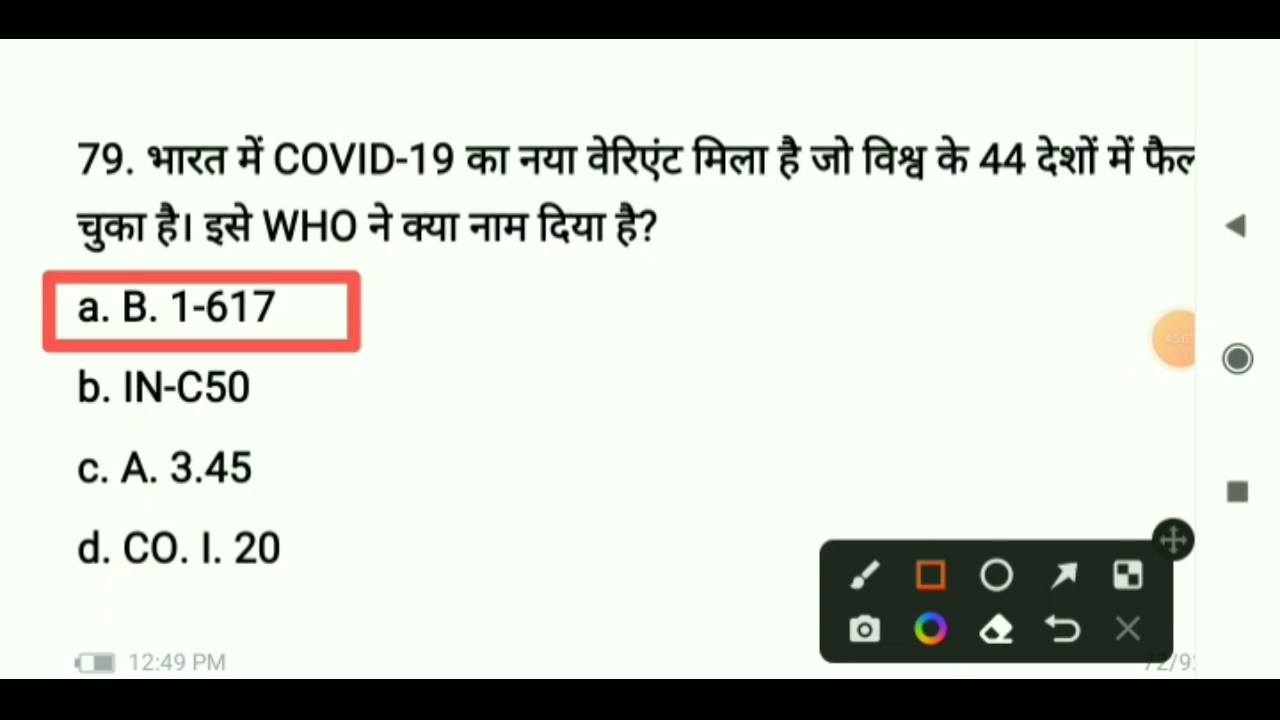 79. भारत में COVID-19 का नया वेरिएंट मिला है जो विश्व के 44 देशों में फैल
चुका है। इसे WHO ने क्या नाम दिया है?
a. B. 1-617
b. IN-C50
c. A. 3.45
d. CO. I. 20
12:49 PM